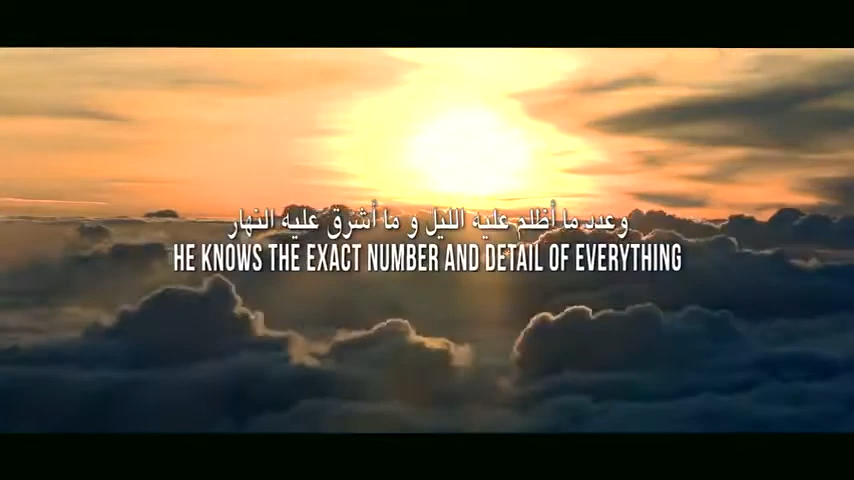 وعدد ما أظلم عليه الليل و ما أشرق عليه النهار
HE KNOWS THE EXACT NUMBER AND DETAIL OF EVERYTHING